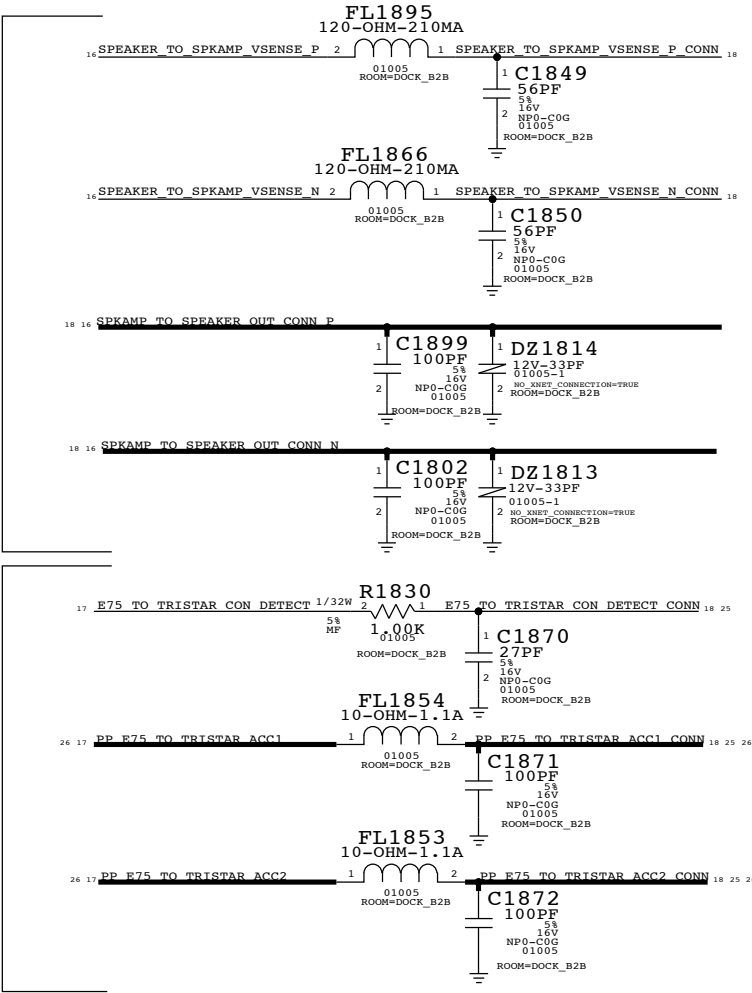 FL1895
120-OHM-210MA
16 SPEAKER_TO_SPKAMP_VSENSE_P 2 1 SPEAKER_TO_SPKAMP_VSENSE_P_CONN 18
01005
ROOM=DOCK_B2B
1 C1849
56PF
5%
16V
2 NP0-C0G
01005
ROOM=DOCK_B2B
FL1866
120-OHM-210MA
16 SPEAKER_TO_SPKAMP_VSENSE_N 2 1 SPEAKER_TO_SPKAMP_VSENSE_N_CONN 18
01005
ROOM=DOCK_B2B
1 C1850
56PF
5%
16V
2 NP0-C0G
01005
ROOM=DOCK_B2B
18 16 SPKAMP_TO_SPEAKER_OUT_CONN_P
1 C1899
100PF
5%
16V
2 NP0-C0G
01005
ROOM=DOCK_B2B
1 DZ1814
12V-33PF
01005-1
2 NO_XNET_CONNECTION=TRUE
ROOM=DOCK_B2B
18 16 SPKAMP_TO_SPEAKER_OUT_CONN_N
1 C1802
100PF
5%
16V
2 NP0-C0G
01005
ROOM=DOCK_B2B
1 DZ1813
12V-33PF
01005-1
2 NO_XNET_CONNECTION=TRUE
ROOM=DOCK_B2B
R1830
17 E75_TO_TRISTAR_CON_DETECT 1/32W 2 1 E75_TO_TRISTAR_CON_DETECT_CONN 18 25
5%
MF
1.00K
01005
ROOM=DOCK_B2B
1 C1870
27PF
5%
16V
2 NP0-C0G
01005
ROOM=DOCK_B2B
FL1854
10-OHM-1.1A
26 17 PP_E75_TO_TRISTAR_ACC1 1 2 PP_E75_TO_TRISTAR_ACC1_CONN 18 25 26
01005
ROOM=DOCK_B2B
C1871
100PF
5%
16V
NP0-C0G
01005
ROOM=DOCK_B2B
FL1853
10-OHM-1.1A
26 17 PP_E75_TO_TRISTAR_ACC2 1 2 PP_E75_TO_TRISTAR_ACC2_CONN 18 25 2
01005
ROOM=DOCK_B2B
C1872
100PF
5%
16V
NP0-C0G
01005
ROOM=DOCK_B2B